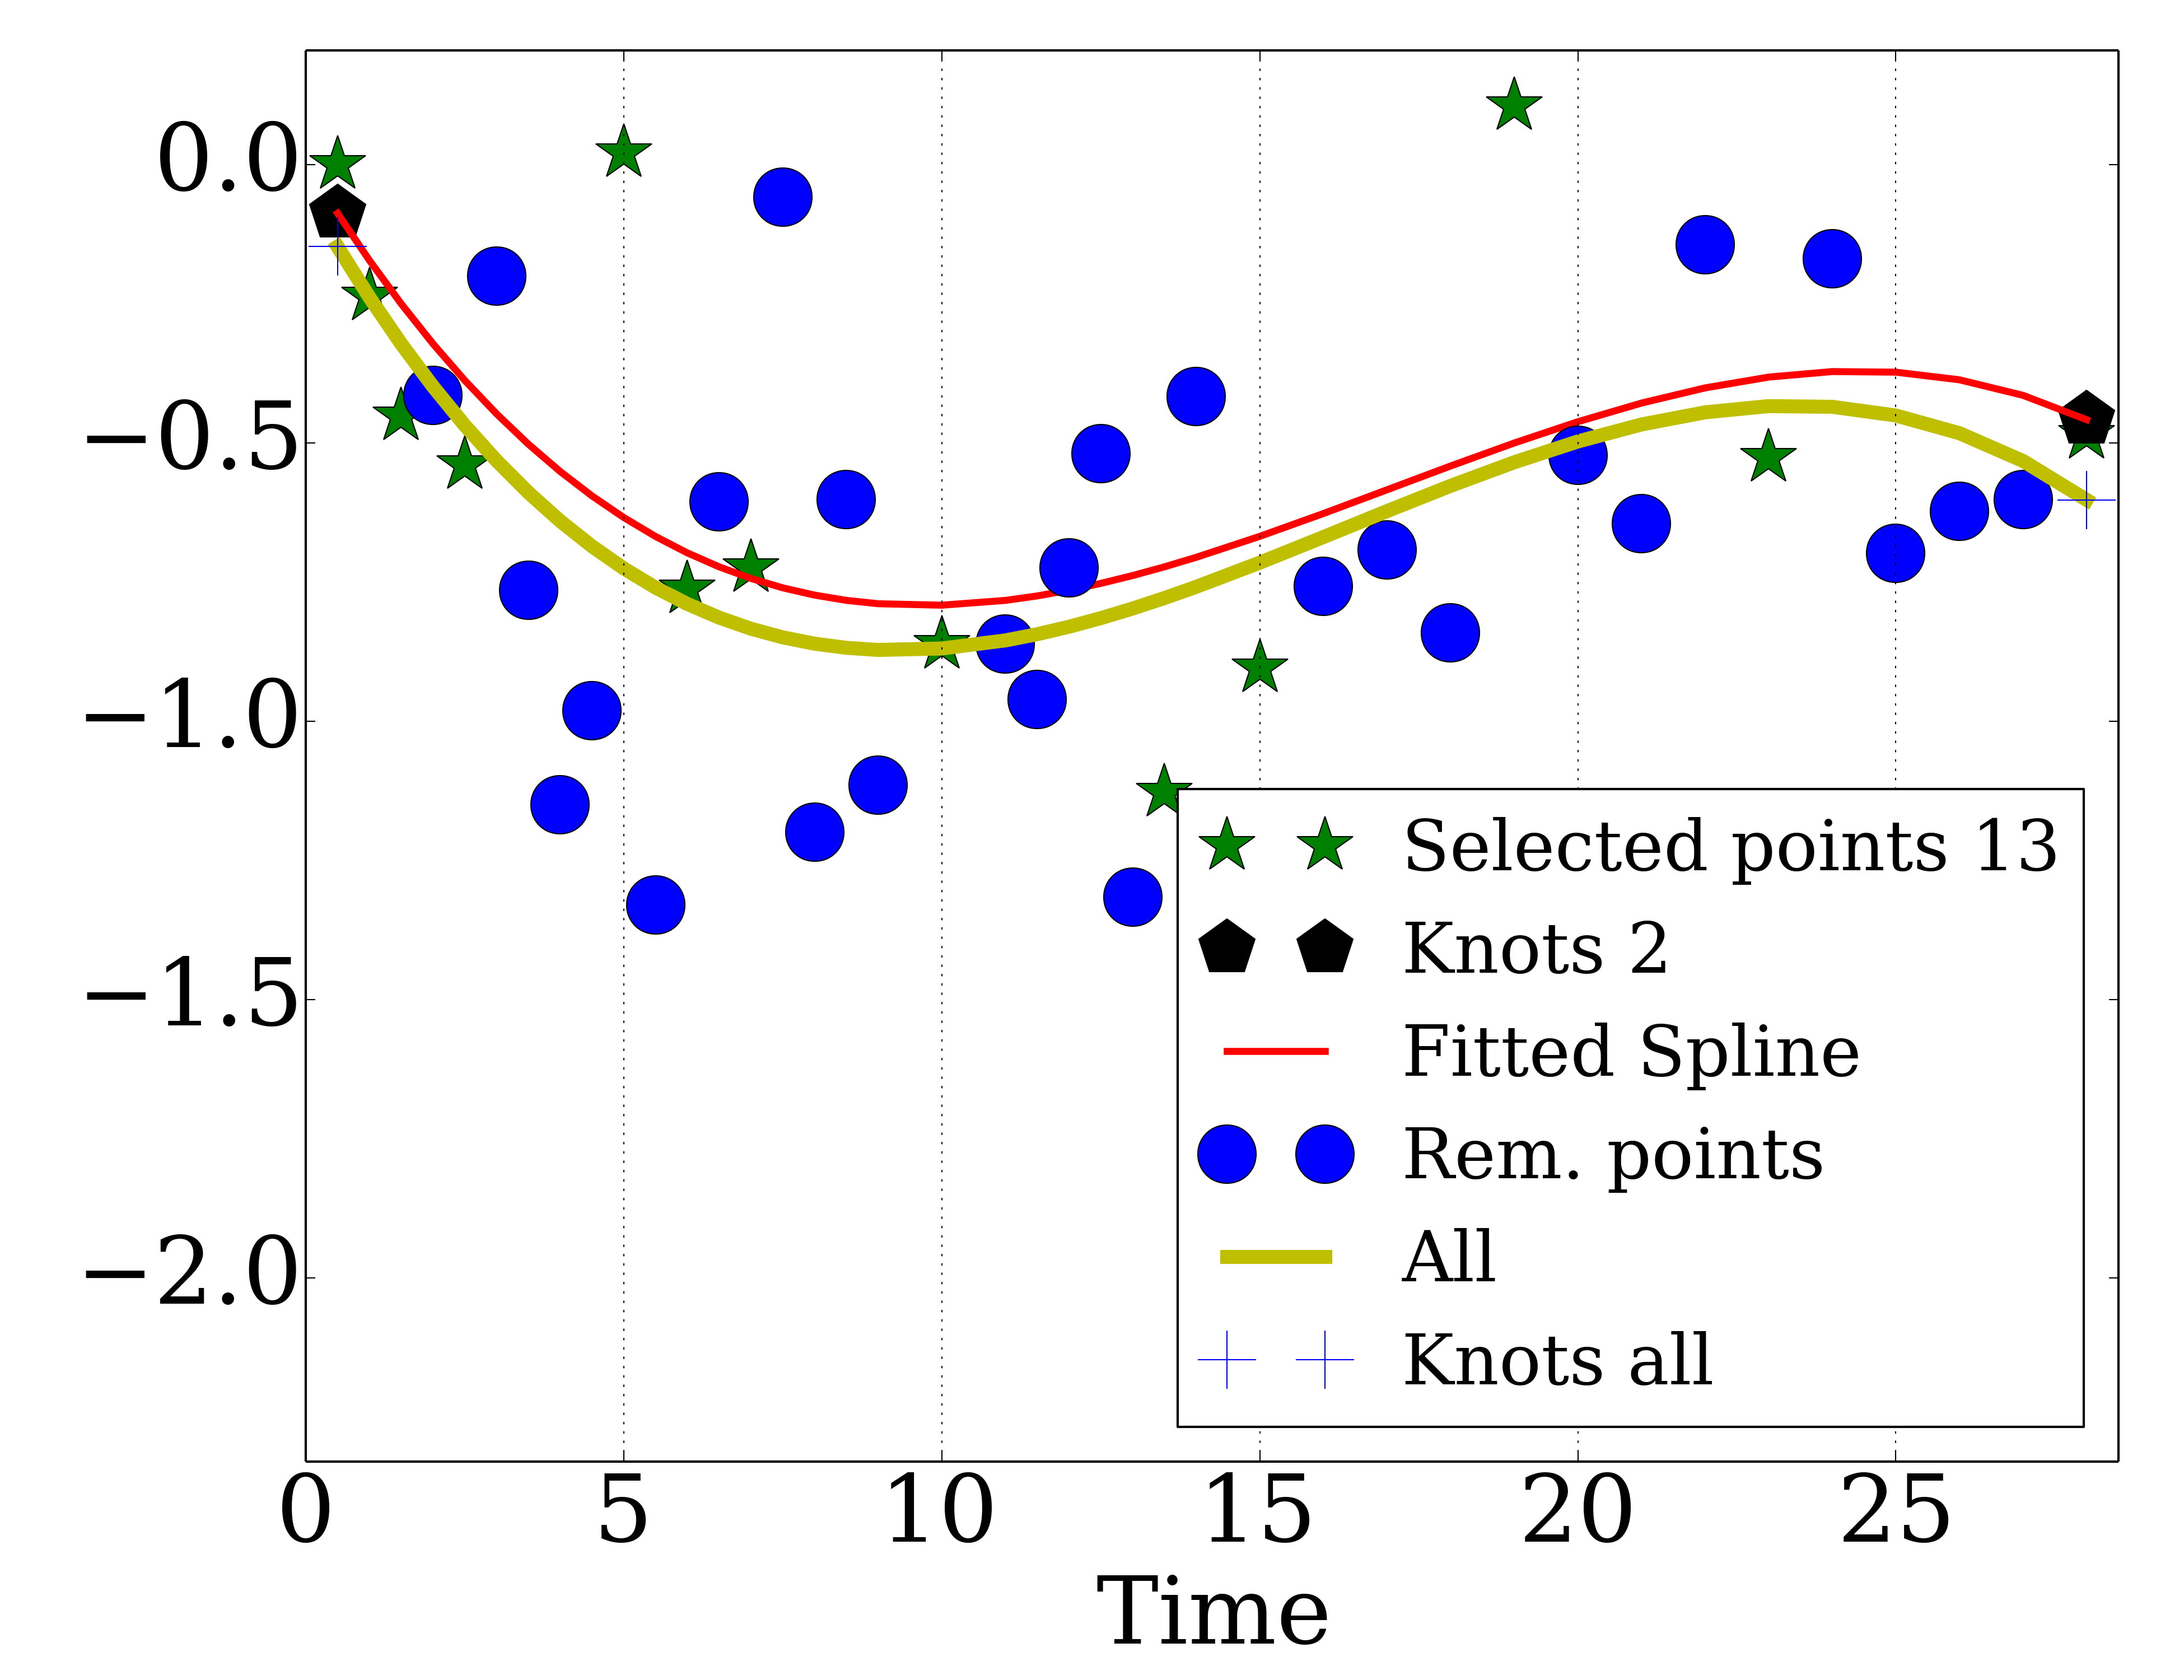 0.0
−0.5
−1.0
−1.5
−2.0
Selected points 13
Knots 2
Fitted Spline
Rem. points
All
Knots all
0 5 10 15 20 25
Time